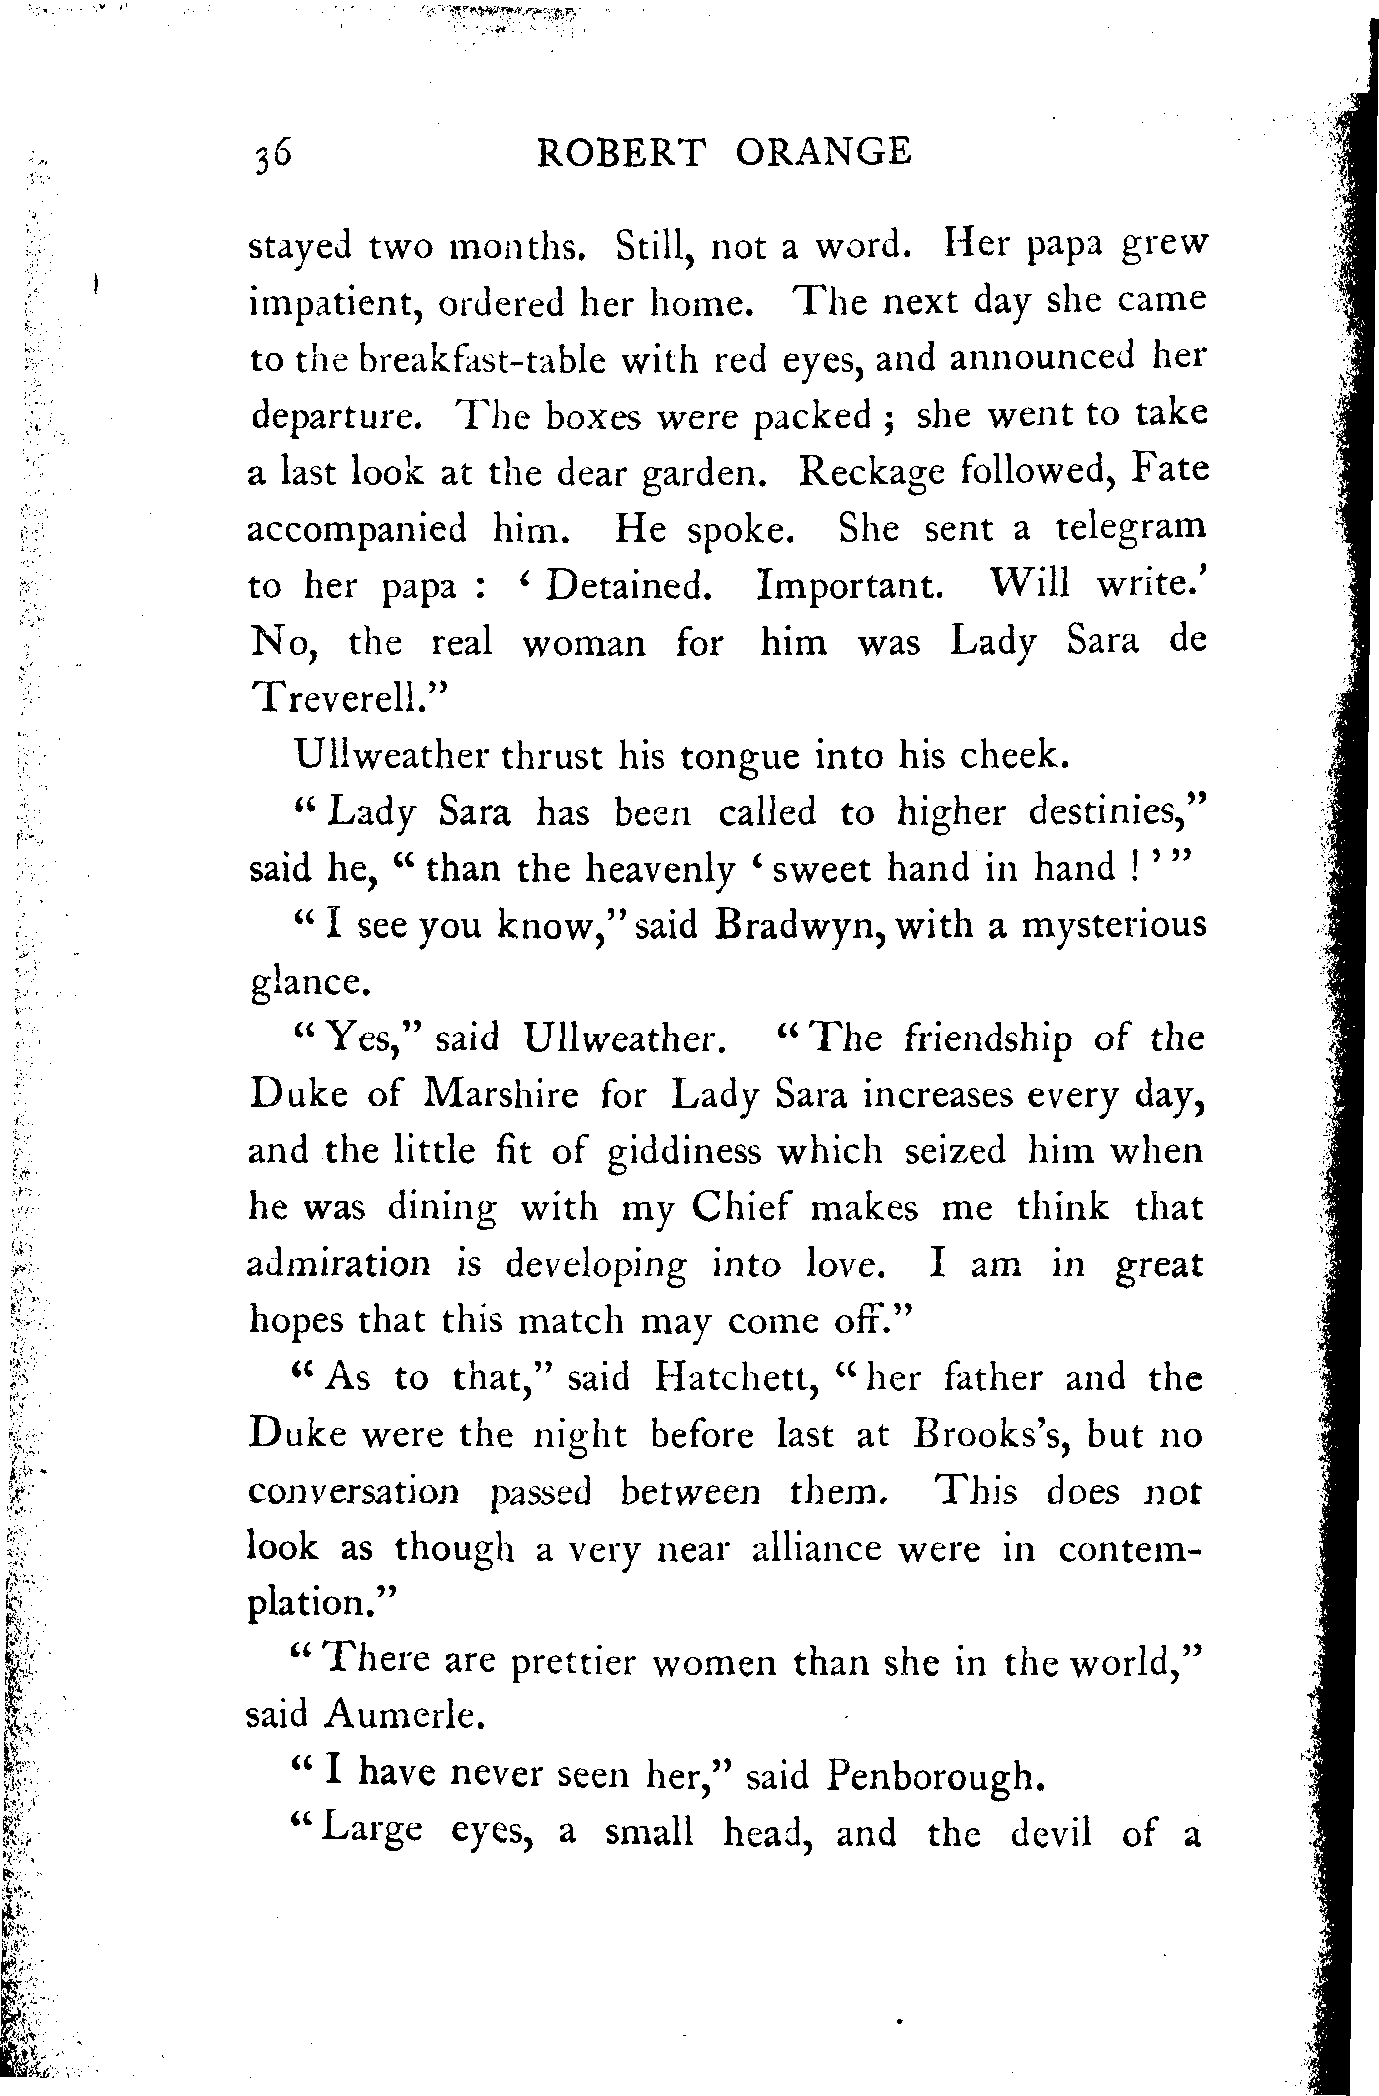 36 ROBERT ORANGE
stayed two months. Still, not a word. Her papa grew
impatient, ordered her home. The next day she came
to the breakfast-table with red eyes, and announced her
departure. The boxes were packed ; she went to take
a last look at the dear garden. Reckage followed, Fate
accompanied him. He spoke. She sent a telegram
to her papa : ‘ Detained. Important. Will write.’
No, the real woman for him was Lady Sara de
Treverell.”
Ullweather thrust his tongue into his cheek.
“ Lady Sara has been called to higher destinies,”
said he, “ than the heavenly ‘ sweet hand in hand ! ’ ”
“ I see you know,” said Bradwyn, with a mysterious
glance.
“ Yes,” said Ullweather. “ The friendship of the
Duke of Marshire for Lady Sara increases every day,
and the little fit of giddiness which seized him when
he was dining with my Chief makes me think that
admiration is developing into love. I am in great
hopes that this match may come off.”
“ As to that,” said Hatchett, “ her father and the
Duke were the night before last at Brooks’s, but no
conversation passed between them. This does not
look as though a very near alliance were in contem-
plation.”
“ There are prettier women than she in the world,”
said Aumerle.
“ I have never seen her,” said Penborough.
“ Large eyes, a small head, and the devil of a